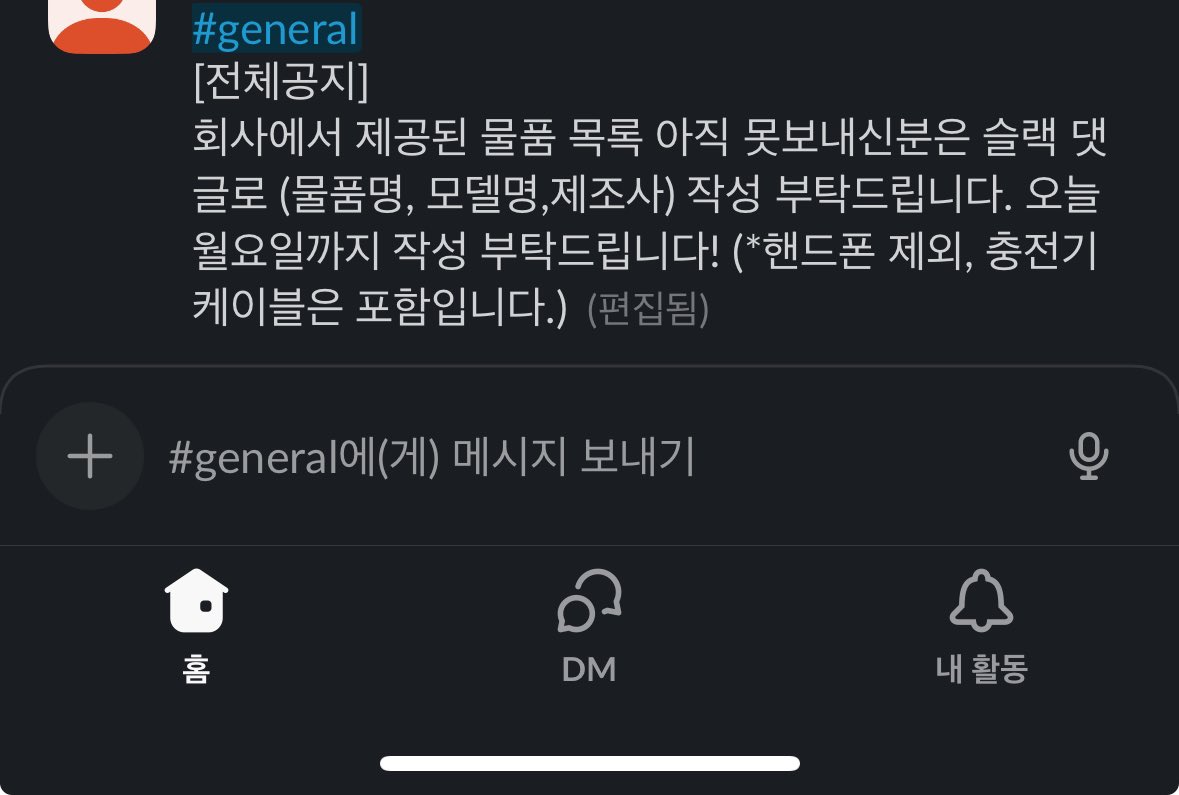 #general
[전체공지]
회사에서 제공된 물품 목록 아직 못보내신분은 슬랙 댓
글로 (물품명, 모델명,제조사) 작성 부탁드립니다. 오늘
월요일까지 작성 부탁드립니다! (*핸드폰 제외, 충전기
케이블은 포함입니다.) (편집됨)
#general에(게) 메시지 보내기
홈
DM
내 활동